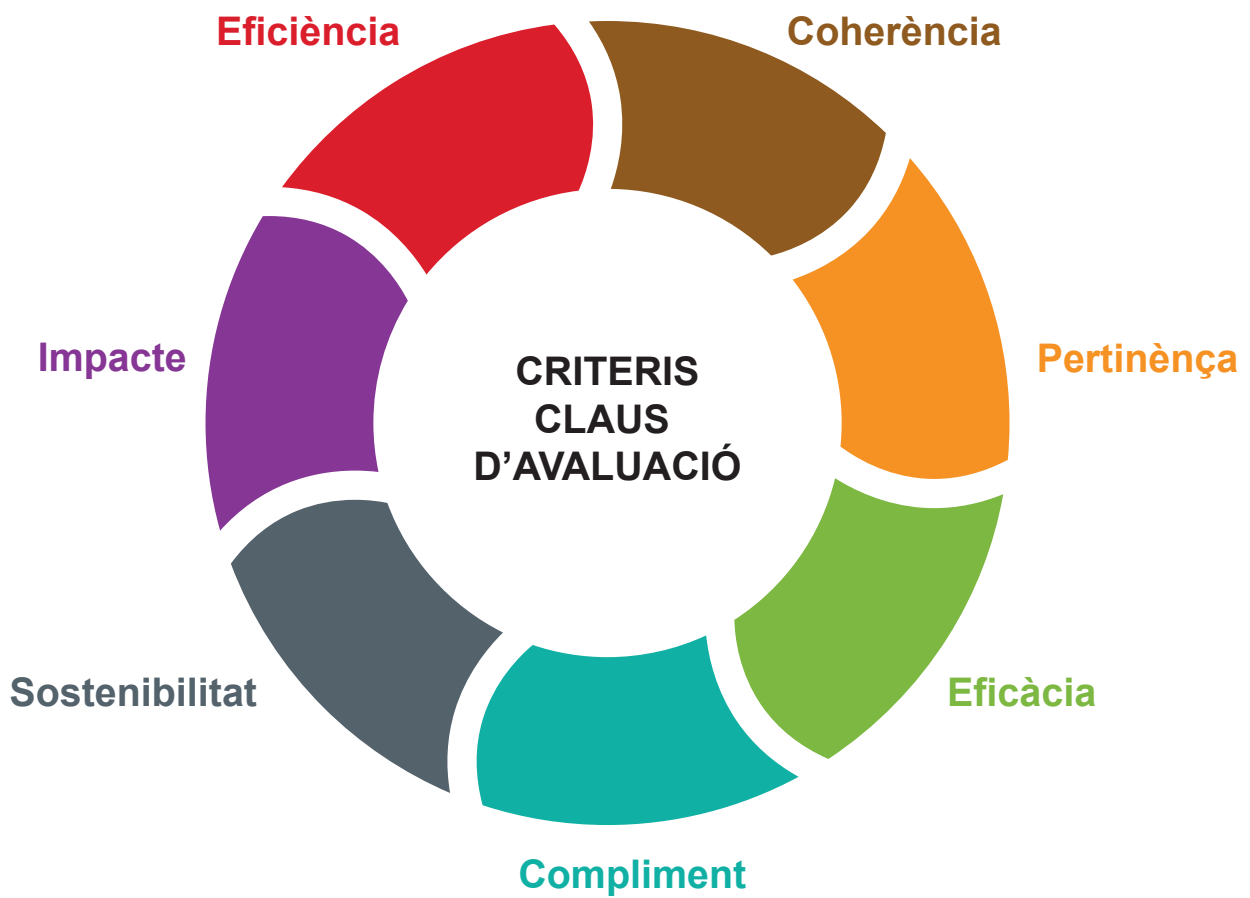 Eficiència
Coherència
Impacte
Pertinènça
CRITERIS
CLAUS
D’AVALUACIÓ
Sostenibilitat
Eficàcia
Compliment